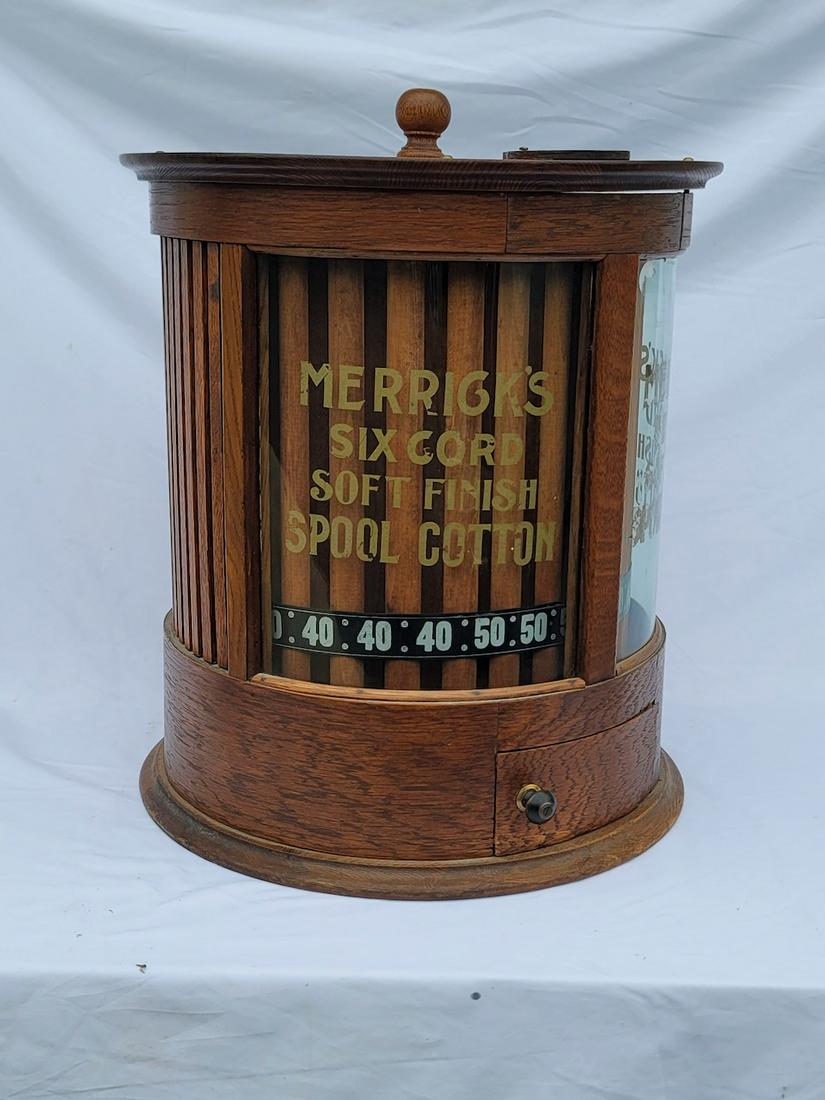 MERRICK'S
SIX CORD
SOFT FINISH
SPOOL COTTON
40 40 40 50 50